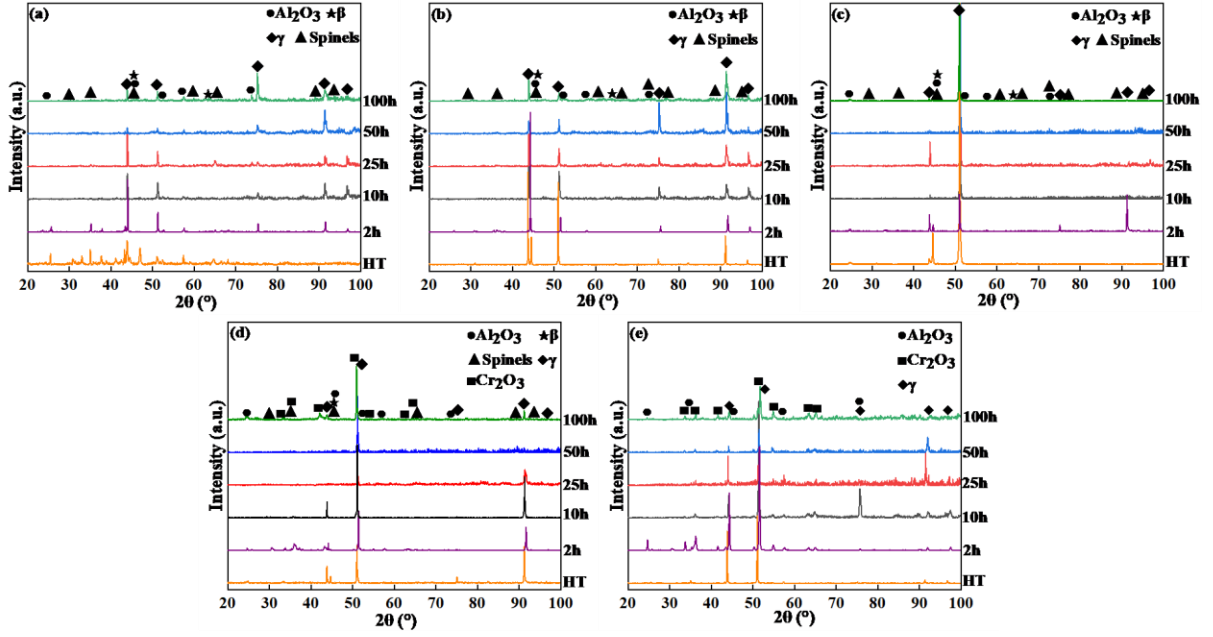 (a)
● Al₂O₃ ★β
◆γ ▲ Spinels
100h
50h
25h
10h
2h
HT
Intensity (a.u.)
20 30 40 50 60 70 80 90 100
2θ (°)
(b)
● Al₂O₃ ★β
◆γ ▲ Spinels
100h
50h
25h
10h
2h
HT
Intensity (a.u.)
20 30 40 50 60 70 80 90 100
2θ (°)
(c)
● Al₂O₃ ★β
◆γ ▲ Spinels
100h
50h
25h
10h
2h
HT
Intensity (a.u.)
20 30 40 50 60 70 80 90 100
2θ (°)
(d)
● Al₂O₃ ★β
▲ Spinels ◆γ
■ Cr₂O₃
100h
50h
25h
10h
2h
HT
Intensity (a.u.)
20 30 40 50 60 70 80 90 100
2θ (°)
(e)
● Al₂O₃
■ Cr₂O₃
◆γ
100h
50h
25h
10h
2h
HT
Intensity (a.u.)
20 30 40 50 60 70 80 90 100
2θ (°)